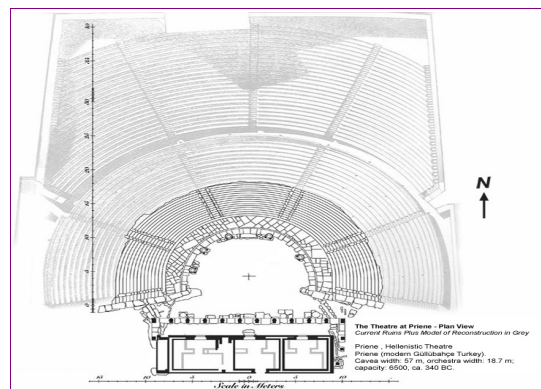 N
The Theatre at Priene - Plan View
Current Ruins Plus Model of Reconstruction in Grey
Priene , Hellenistic Theatre
Priene (modern Güllübahçe Turkey).
Cavea width: 57 m, orchestra width: 18.7 m;
capacity: 6500, ca. 340 BC.
Scale in Meters